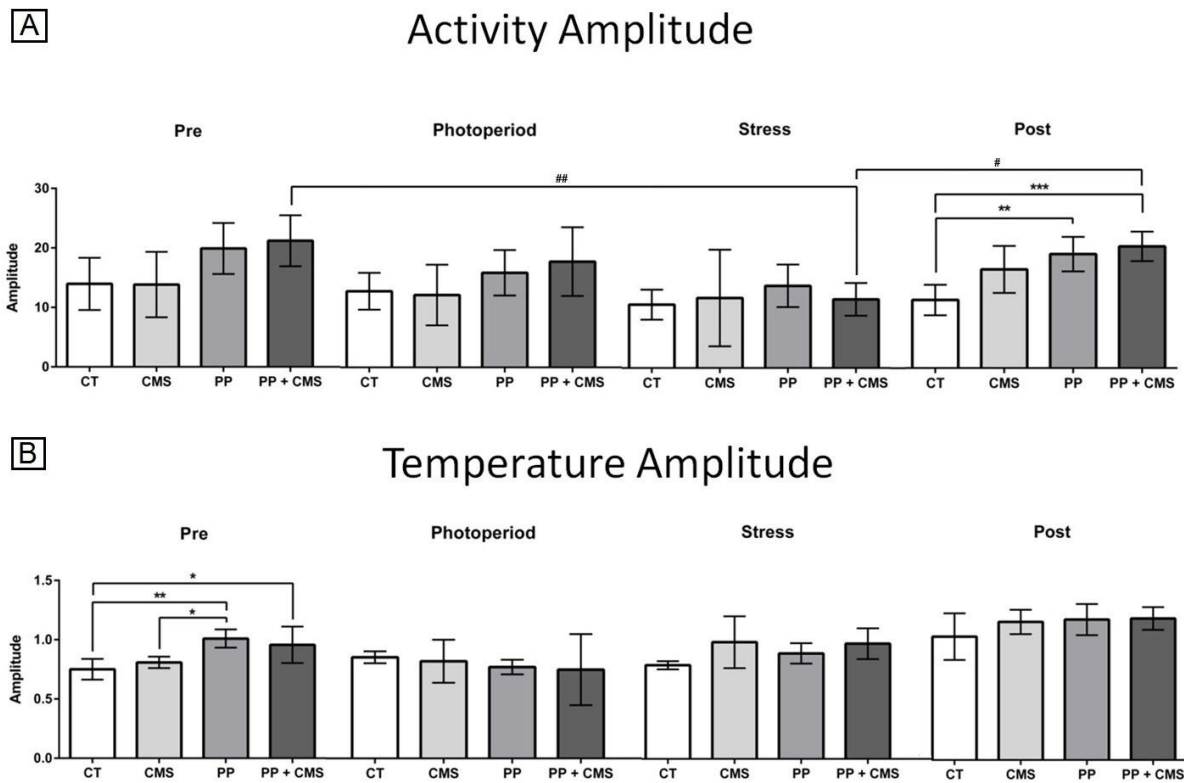 A
Activity Amplitude
Pre Photoperiod Stress Post
#
## ***
**
30
20
10
0
Amplitude
CT CMS PP PP + CMS CT CMS PP PP + CMS CT CMS PP PP + CMS CT CMS PP PP + CMS
B
Temperature Amplitude
Pre Photoperiod Stress Post
*
**
*
1.5
1.0
0.5
0.0
Amplitude
CT CMS PP PP + CMS CT CMS PP PP + CMS CT CMS PP PP + CMS CT CMS PP PP + CMS